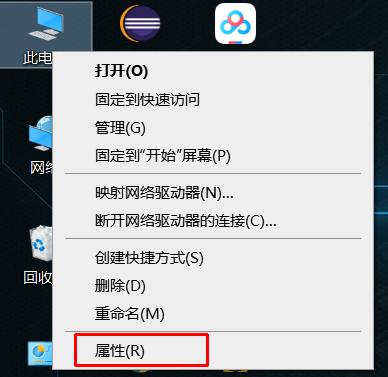 此电
打开(O)
固定到快速访问
管理(G)
固定到"开始"屏幕(P)
网络
映射网络驱动器(N)...
断开网络驱动器的连接(C)...
创建快捷方式(S)
回收
删除(D)
重命名(M)
属性(R)